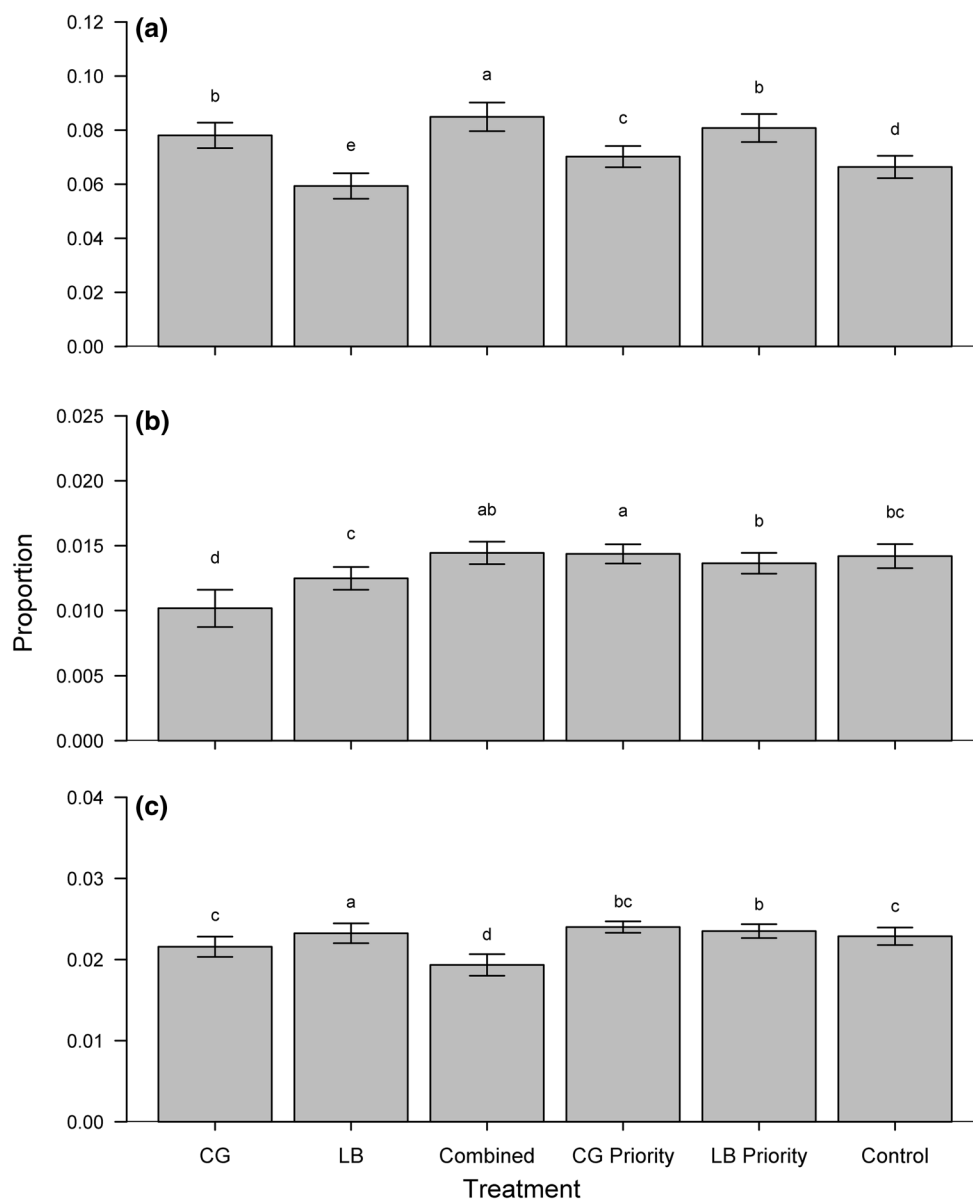 (a)
0.12
0.10
0.08
0.06
0.04
0.02
0.00
b
e
a
c
b
d
(b)
0.025
0.020
0.015
0.010
0.005
0.000
d
c
ab
a
b
bc
Proportion
(c)
0.04
0.03
0.02
0.01
0.00
c
a
d
bc
b
c
CG LB Combined CG Priority LB Priority Control
Treatment